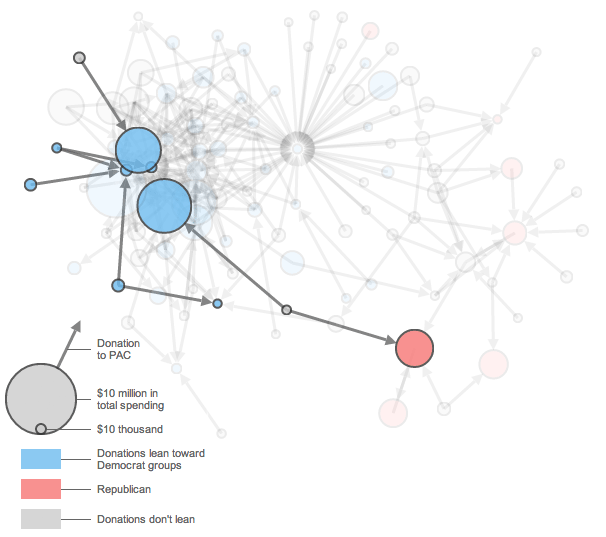 Donation
to PAC
$10 million in
total spending
$10 thousand
Donations lean toward
Democrat groups
Republican
Donations don't lean